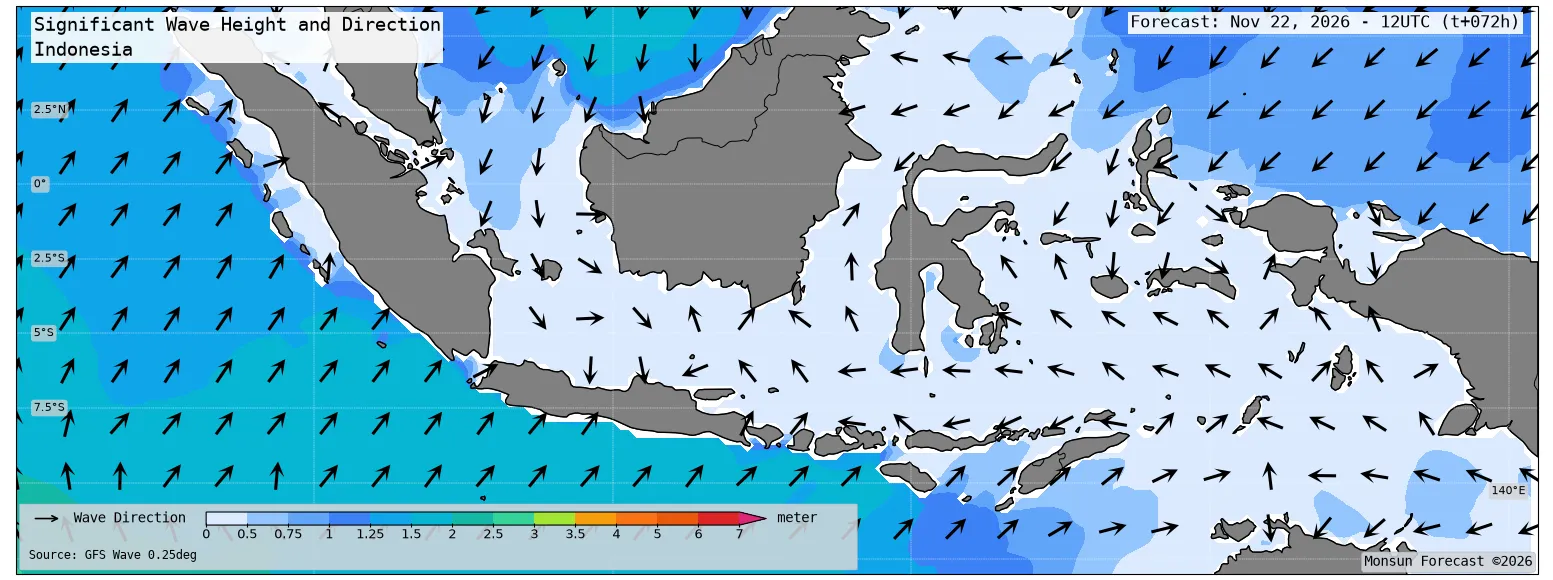 Significant Wave Height and Direction
Indonesia
Forecast: Nov 22, 2026 - 12UTC (t+072h)
2.5°N
0°
2.5°S
5°S
7.5°S
140°E
Wave Direction
0 0.5 0.75 1 1.25 1.5 2 2.5 3 3.5 4 5 6 7
meter
Source: GFS Wave 0.25deg
Monsun Forecast ©2026